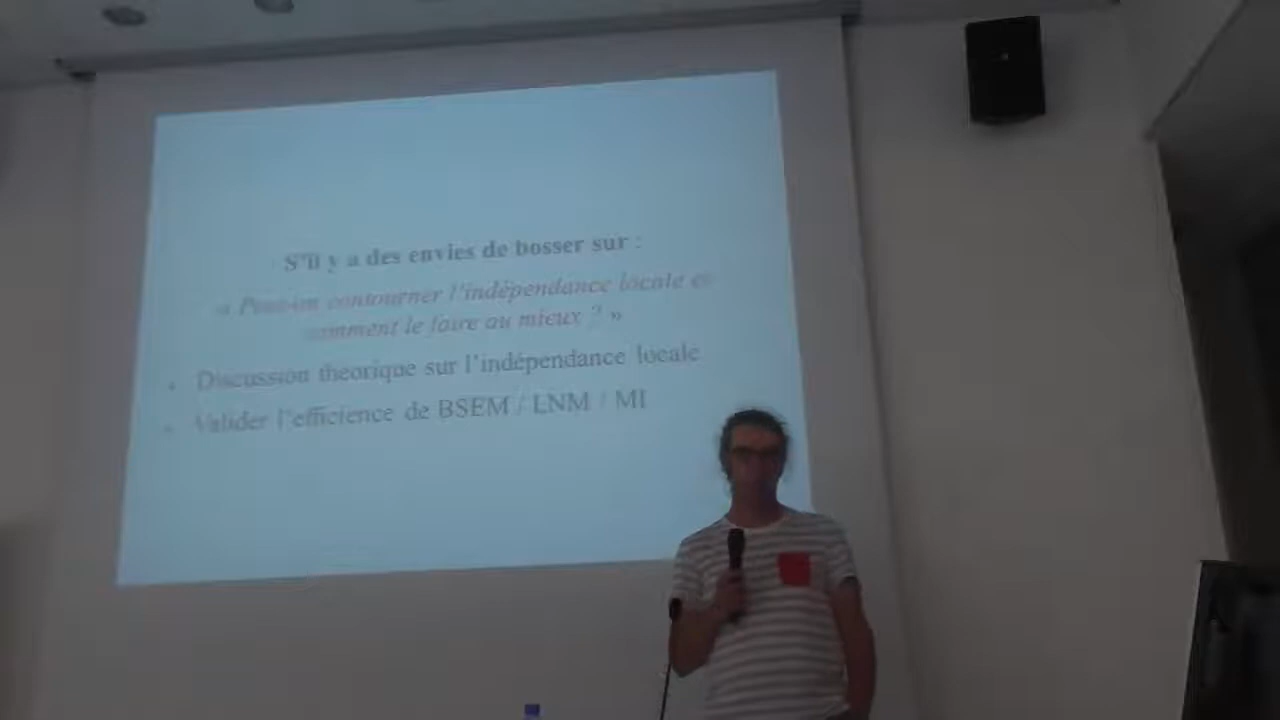 S'il y a des envies de bosser sur :
« Peut-on contourner l'indépendance locale et
comment le faire au mieux ? »
• Discussion théorique sur l'indépendance locale
• Valider l'efficience de BSEM / LNM / MI